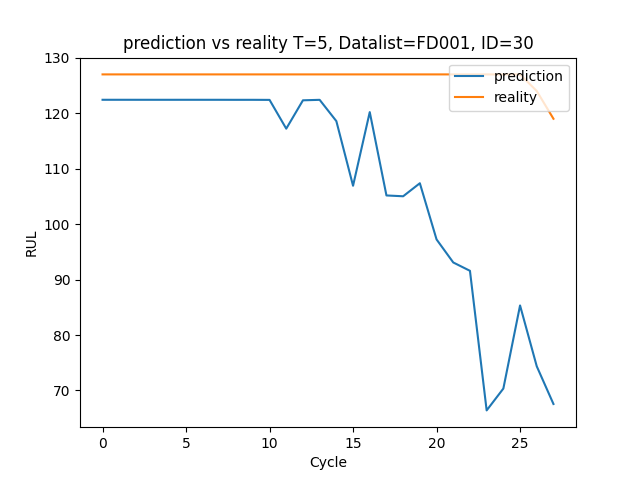 prediction vs reality T=5, Datalist=FD001, ID=30
prediction
reality
RUL
130
120
110
100
90
80
70
0 5 10 15 20 25
Cycle